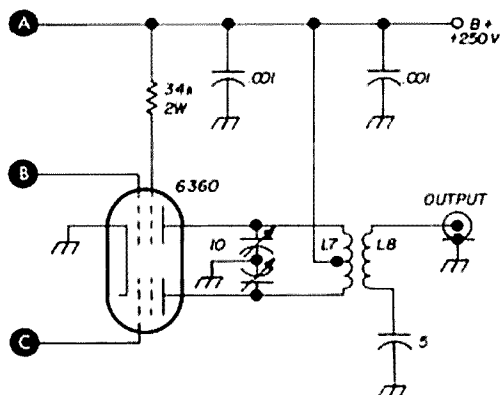 A
B+
+250V
.001
.001
34Ω
2W
B
6360
OUTPUT
10
L7
L8
C
5